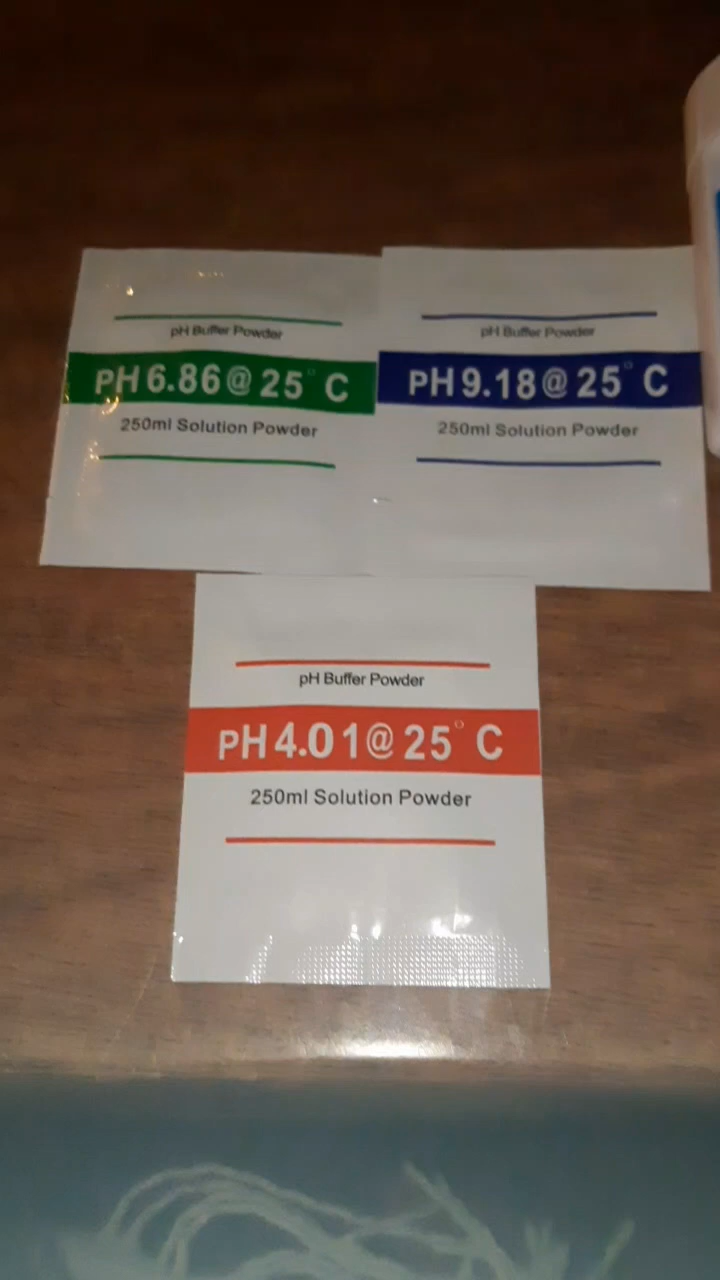 pH Buffer Powder
PH 6.86 @ 25°C
250ml Solution Powder
pH Buffer Powder
PH 9.18 @ 25°C
250ml Solution Powder
pH Buffer Powder
PH 4.01 @ 25°C
250ml Solution Powder